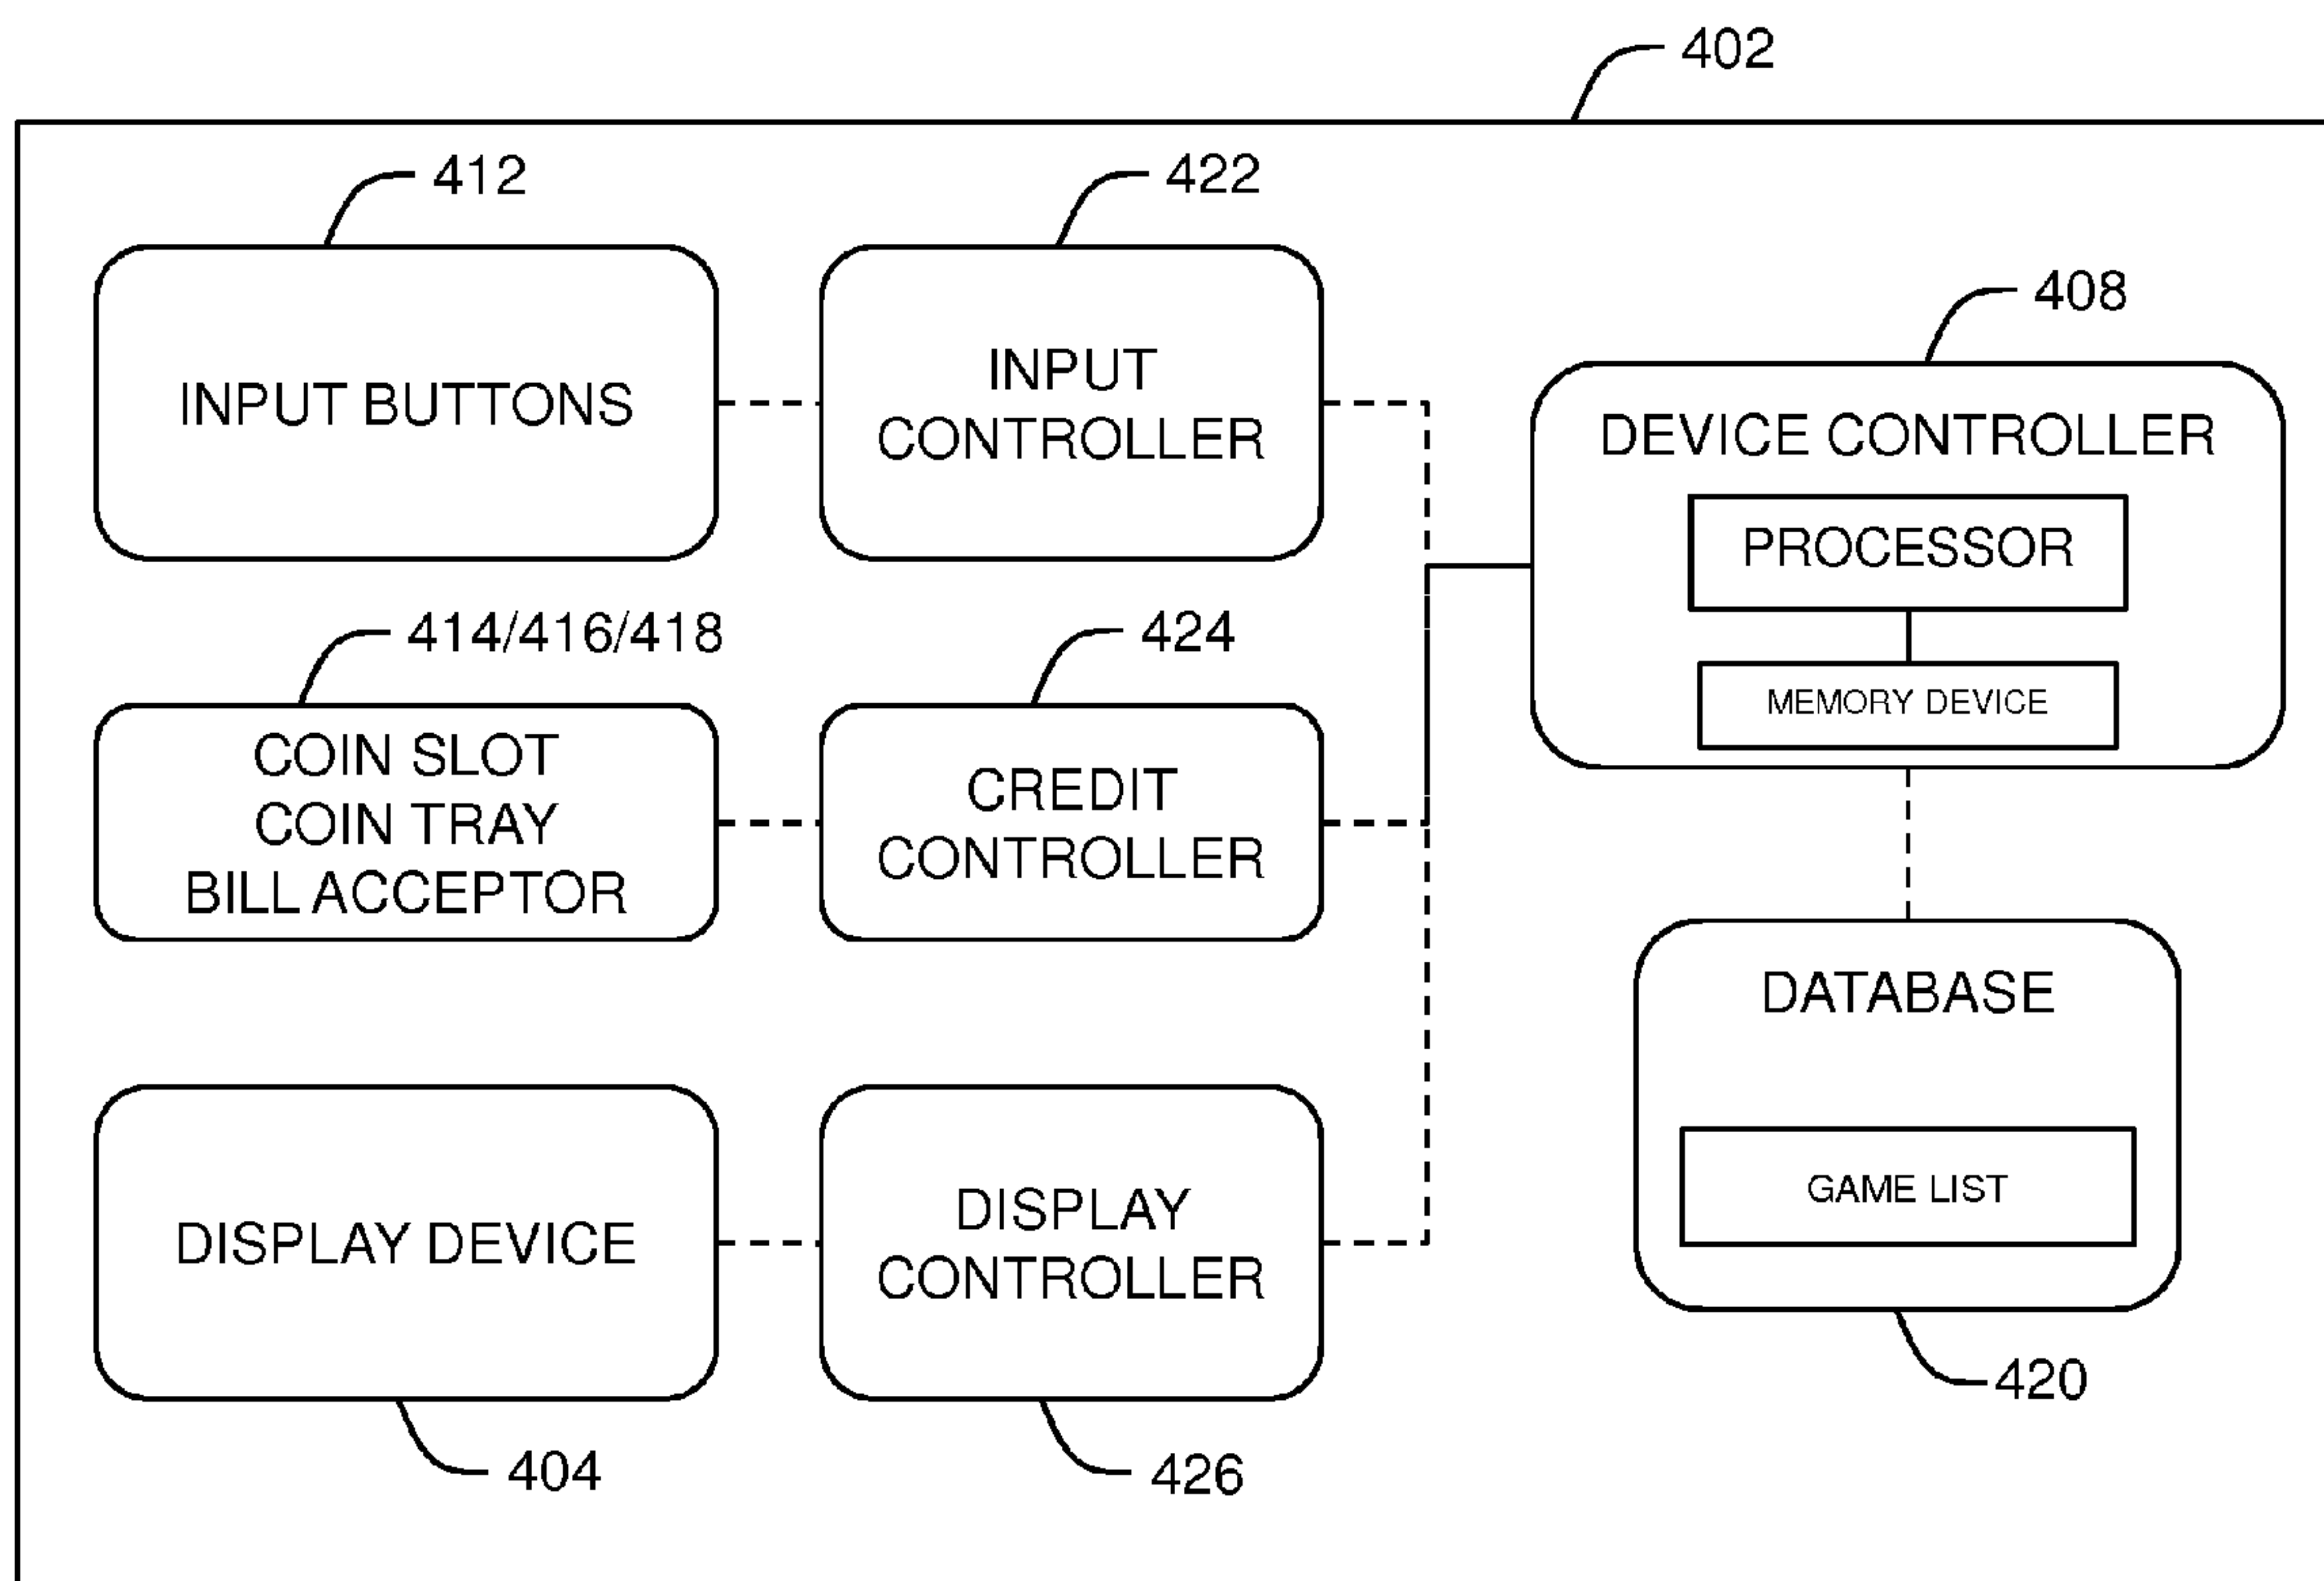 402
412
422
408
INPUT BUTTONS
INPUT
CONTROLLER
DEVICE CONTROLLER
PROCESSOR
MEMORY DEVICE
414/416/418
424
COIN SLOT
COIN TRAY
BILL ACCEPTOR
CREDIT
CONTROLLER
DATABASE
GAME LIST
420
DISPLAY DEVICE
DISPLAY
CONTROLLER
404
426